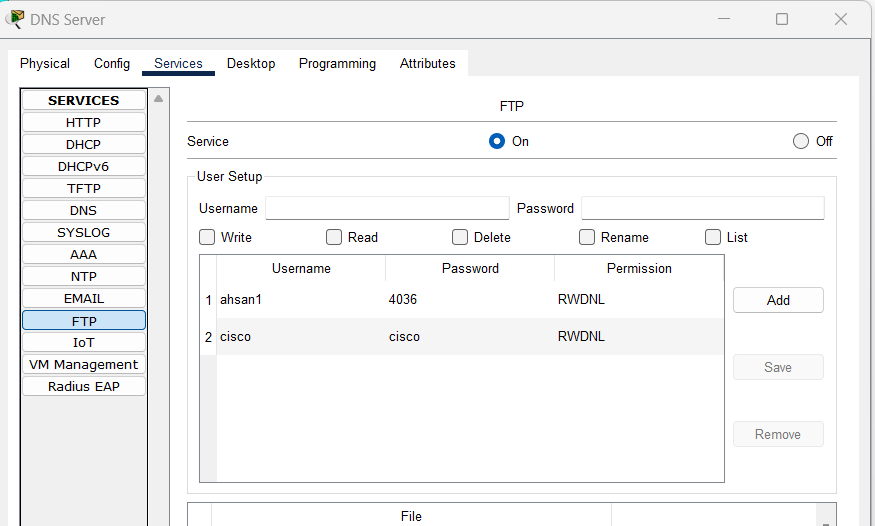 DNS Server
Physical Config Services Desktop Programming Attributes
SERVICES
HTTP
DHCP
DHCPv6
TFTP
DNS
SYSLOG
AAA
NTP
EMAIL
FTP
IoT
VM Management
Radius EAP
FTP
Service On Off
User Setup
Username Password
Write Read Delete Rename List
Username Password Permission
1 ahsan1 4036 RWDNL
2 cisco cisco RWDNL
Add
Save
Remove
File